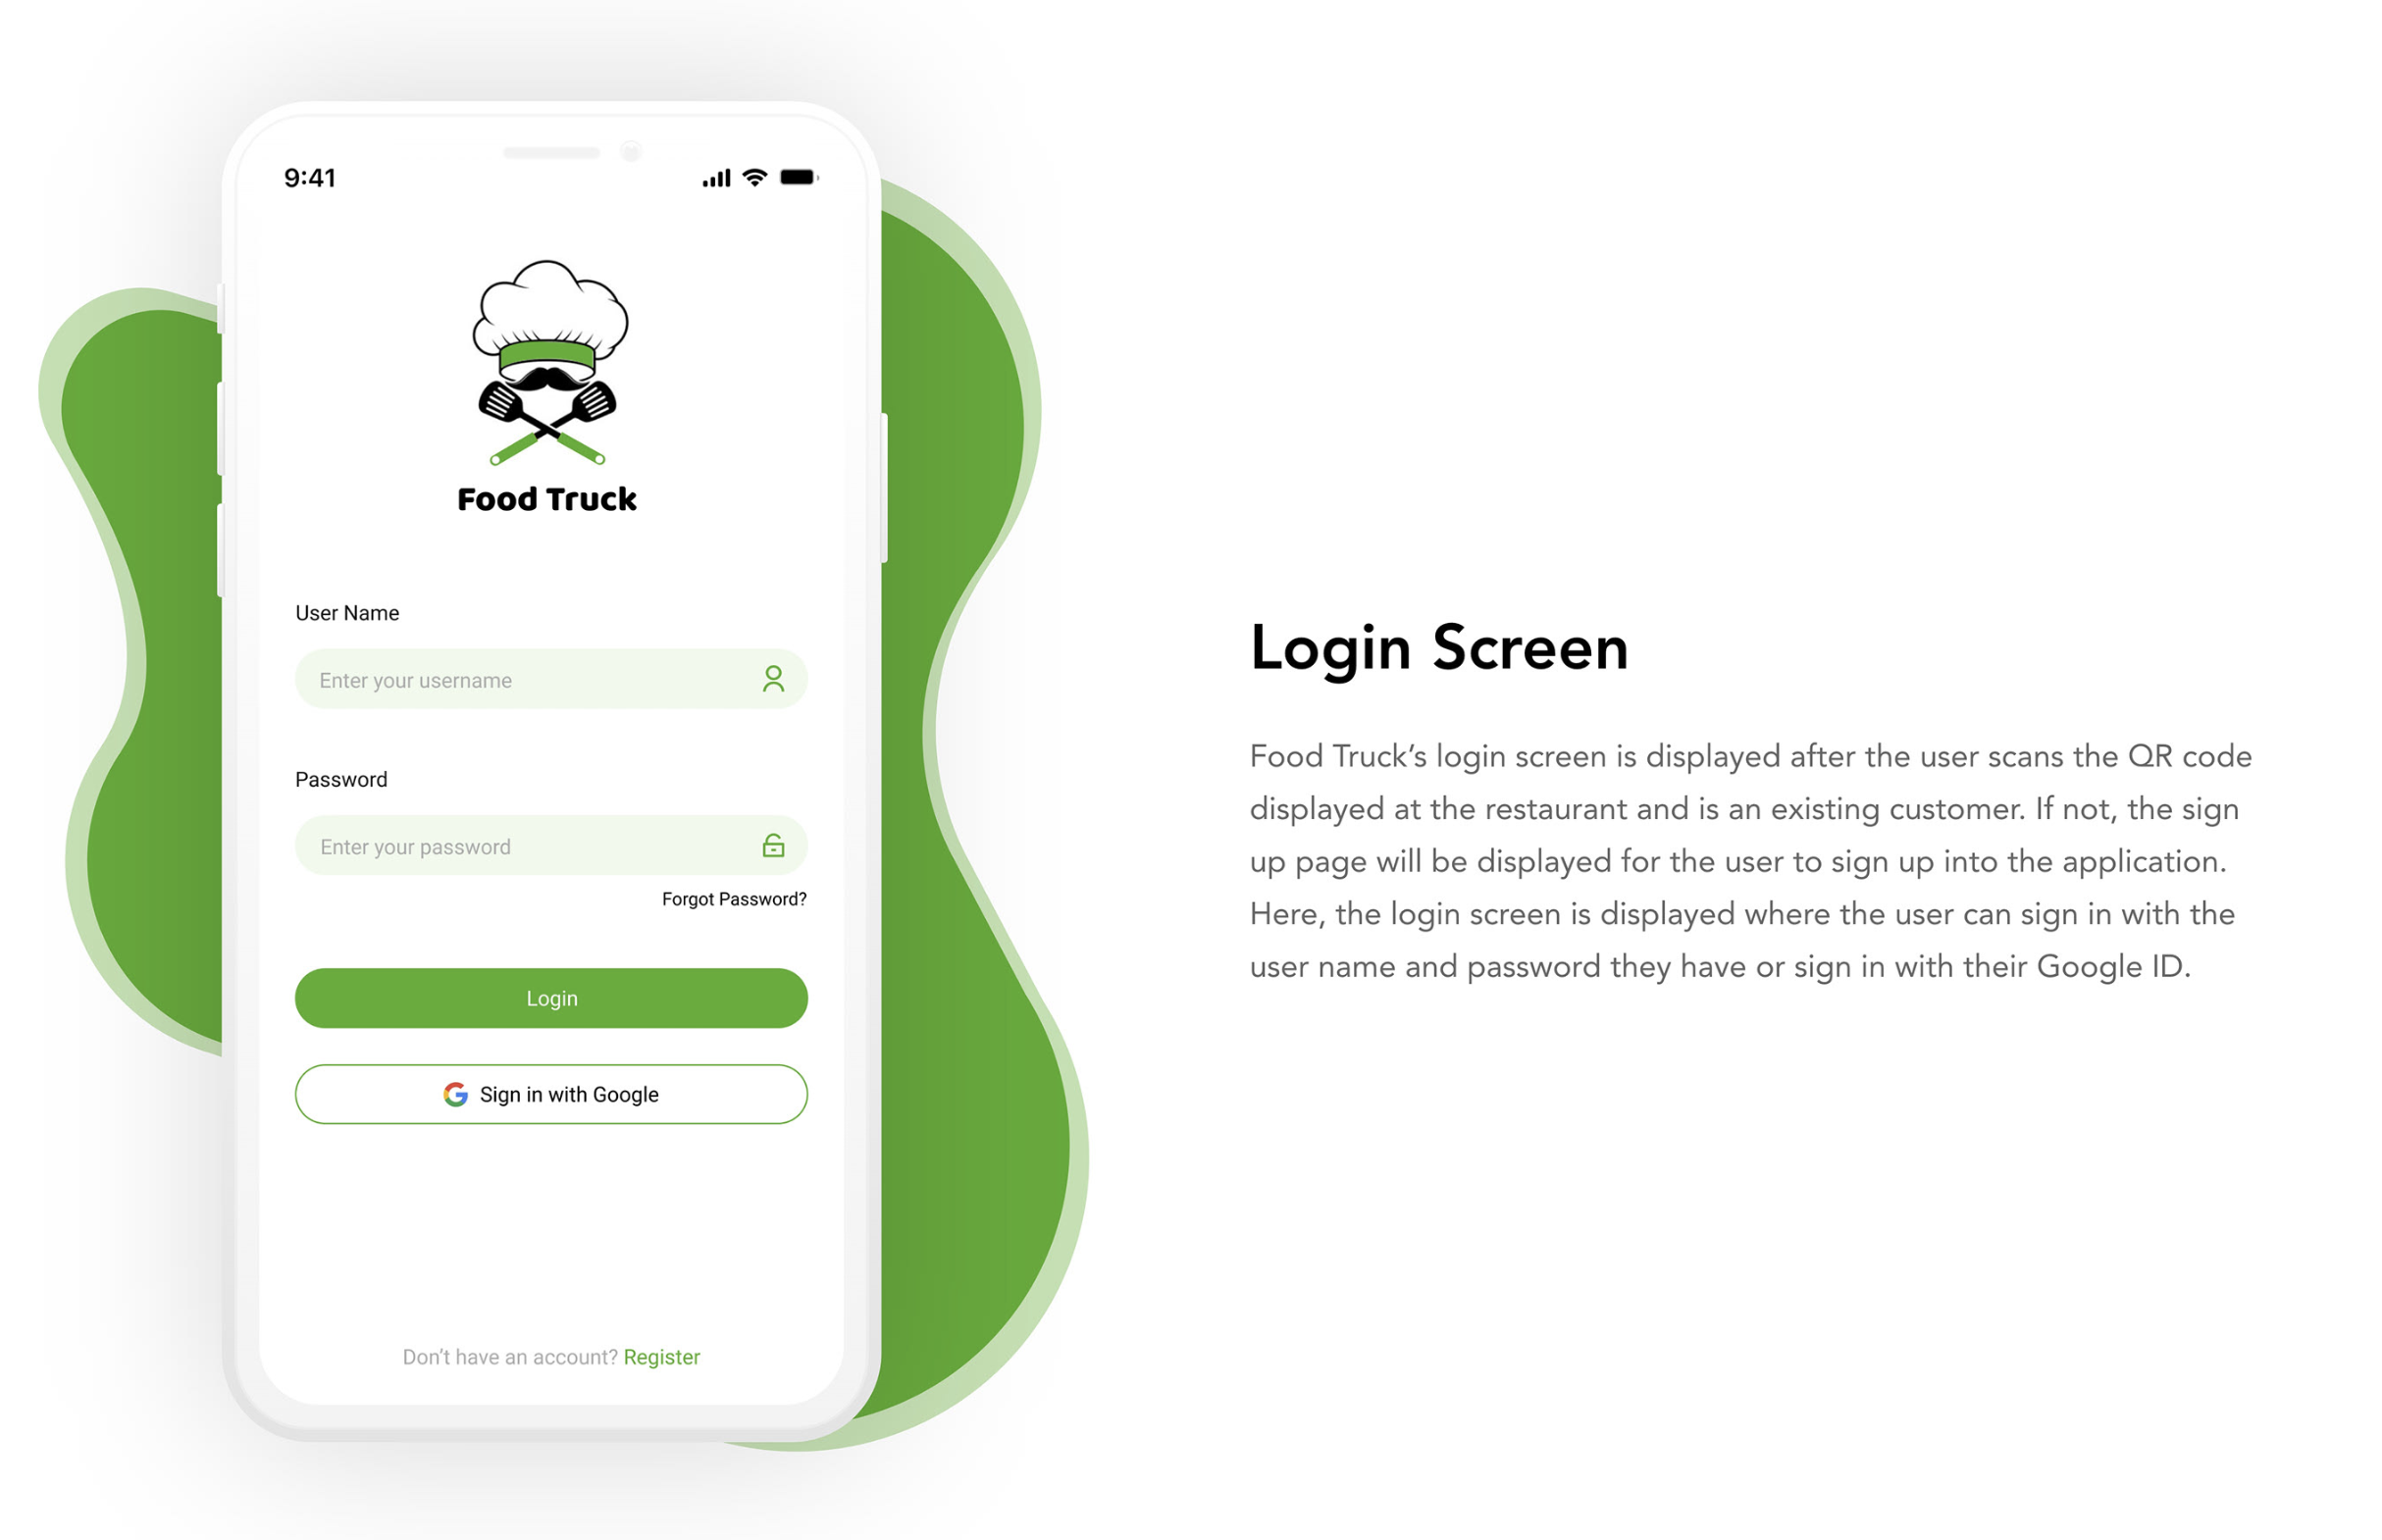 9:41
Food Truck
User Name
Enter your username
Password
Enter your password
Forgot Password?
Login
Sign in with Google
Don’t have an account? Register
Login Screen
Food Truck’s login screen is displayed after the user scans the QR code
displayed at the restaurant and is an existing customer. If not, the sign
up page will be displayed for the user to sign up into the application.
Here, the login screen is displayed where the user can sign in with the
user name and password they have or sign in with their Google ID.